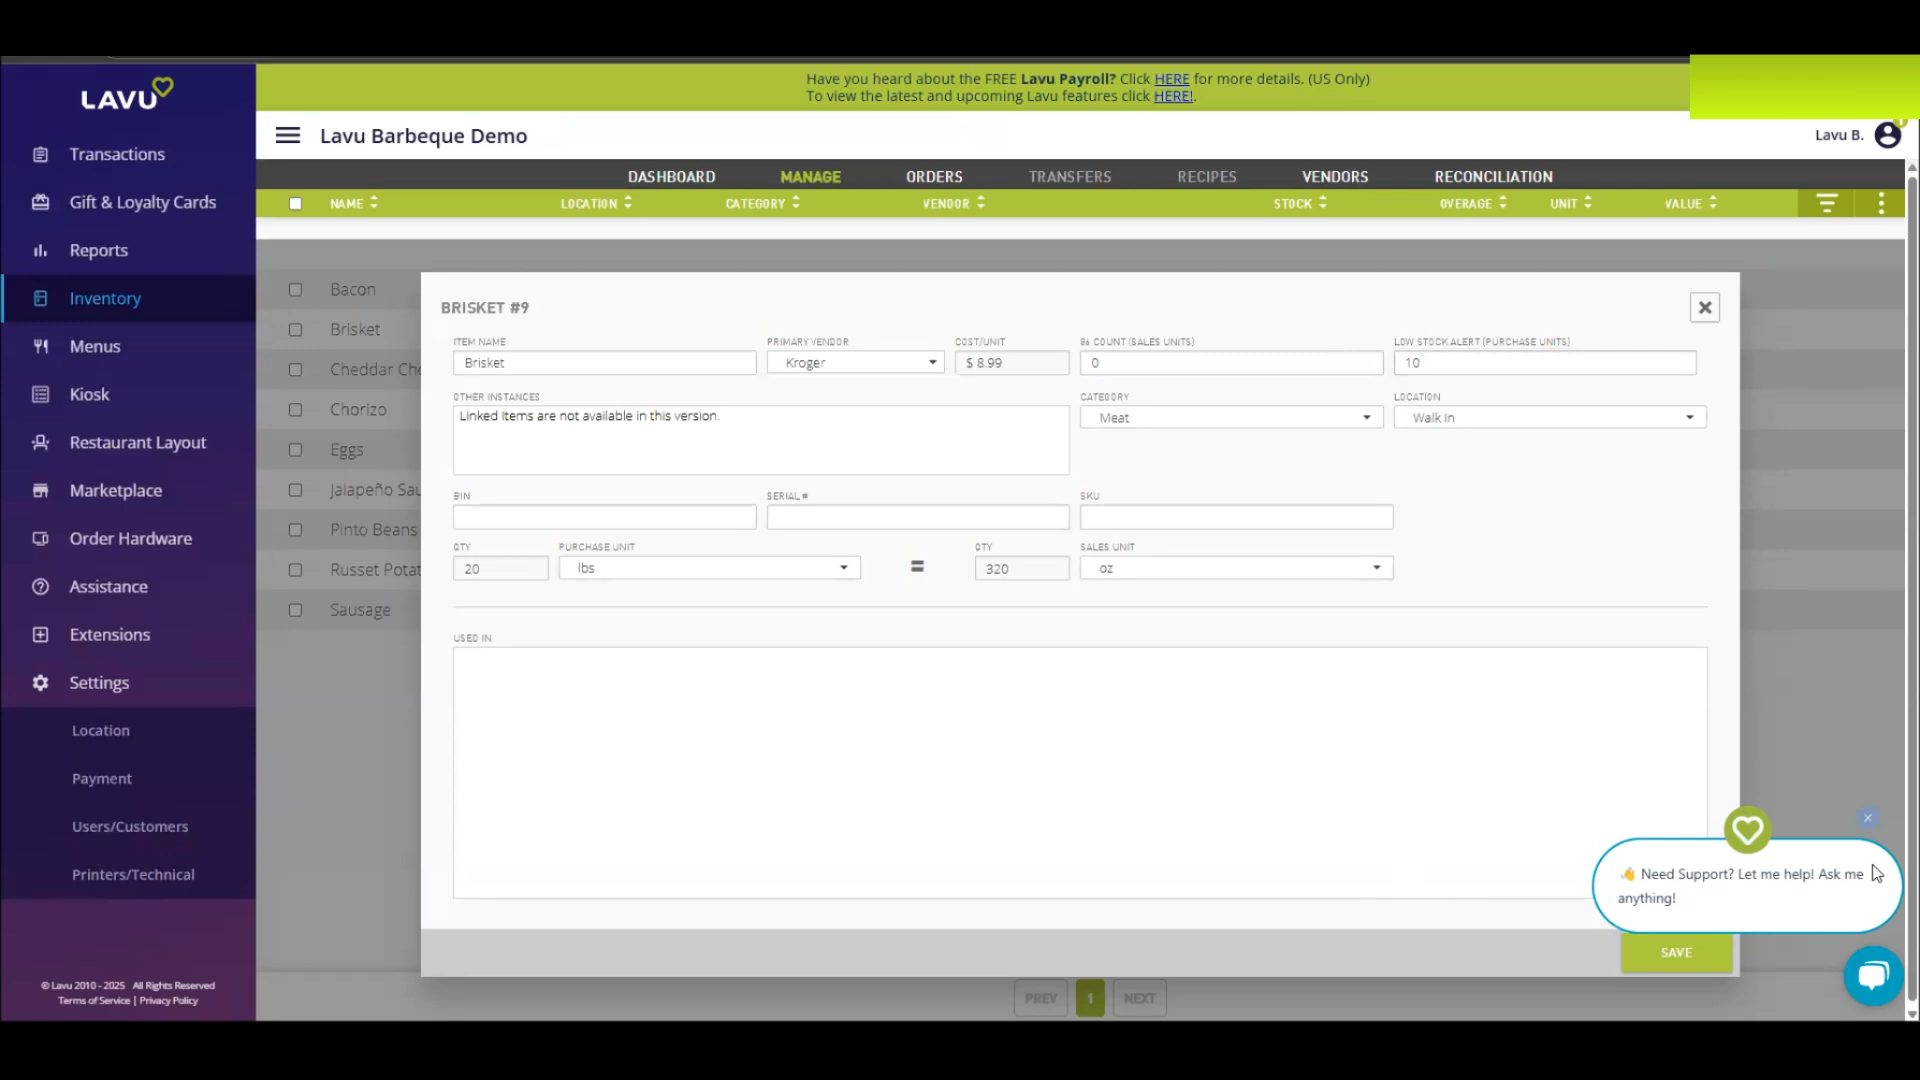 LAVU
Have you heard about the FREE Lavu Payroll? Click HERE for more details. (US Only)
To view the latest and upcoming Lavu features click HERE!.
Lavu Barbeque Demo
Lavu B.
Transactions
Gift & Loyalty Cards
Reports
Inventory
Menus
Kiosk
Restaurant Layout
Marketplace
Order Hardware
Assistance
Extensions
Settings
Location
Payment
Users/Customers
Printers/Technical
© Lavu 2010 - 2025 All Rights Reserved
Terms of Service | Privacy Policy
DASHBOARD MANAGE ORDERS TRANSFERS RECIPES VENDORS RECONCILIATION
NAME LOCATION CATEGORY VENDOR STOCK OVERAGE UNIT VALUE
Bacon
Brisket
Cheddar Che
Chorizo
Eggs
Jalapeño Sau
Pinto Beans
Russet Potat
Sausage
BRISKET #9
ITEM NAME PRIMARY VENDOR COST/UNIT 86 COUNT (SALES UNITS) LOW STOCK ALERT (PURCHASE UNITS)
Brisket Kroger $ 8.99 0 10
OTHER INSTANCES CATEGORY LOCATION
Linked Items are not available in this version. Meat Walk In
BIN SERIAL # SKU
QTY PURCHASE UNIT QTY SALES UNIT
20 lbs = 320 oz
USED IN
👋 Need Support? Let me help! Ask me
anything!
SAVE
PREV 1 NEXT